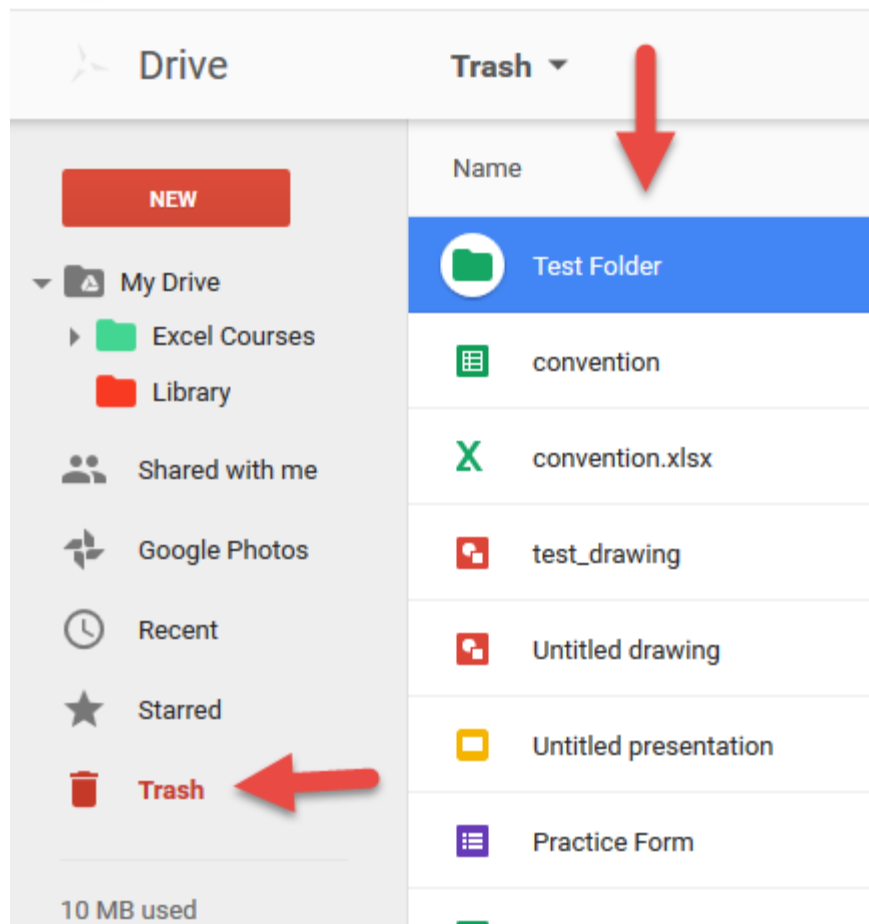 Drive
Trash
NEW
My Drive
Excel Courses
Library
Shared with me
Google Photos
Recent
Starred
Trash
10 MB used
Name
Test Folder
convention
convention.xlsx
test_drawing
Untitled drawing
Untitled presentation
Practice Form